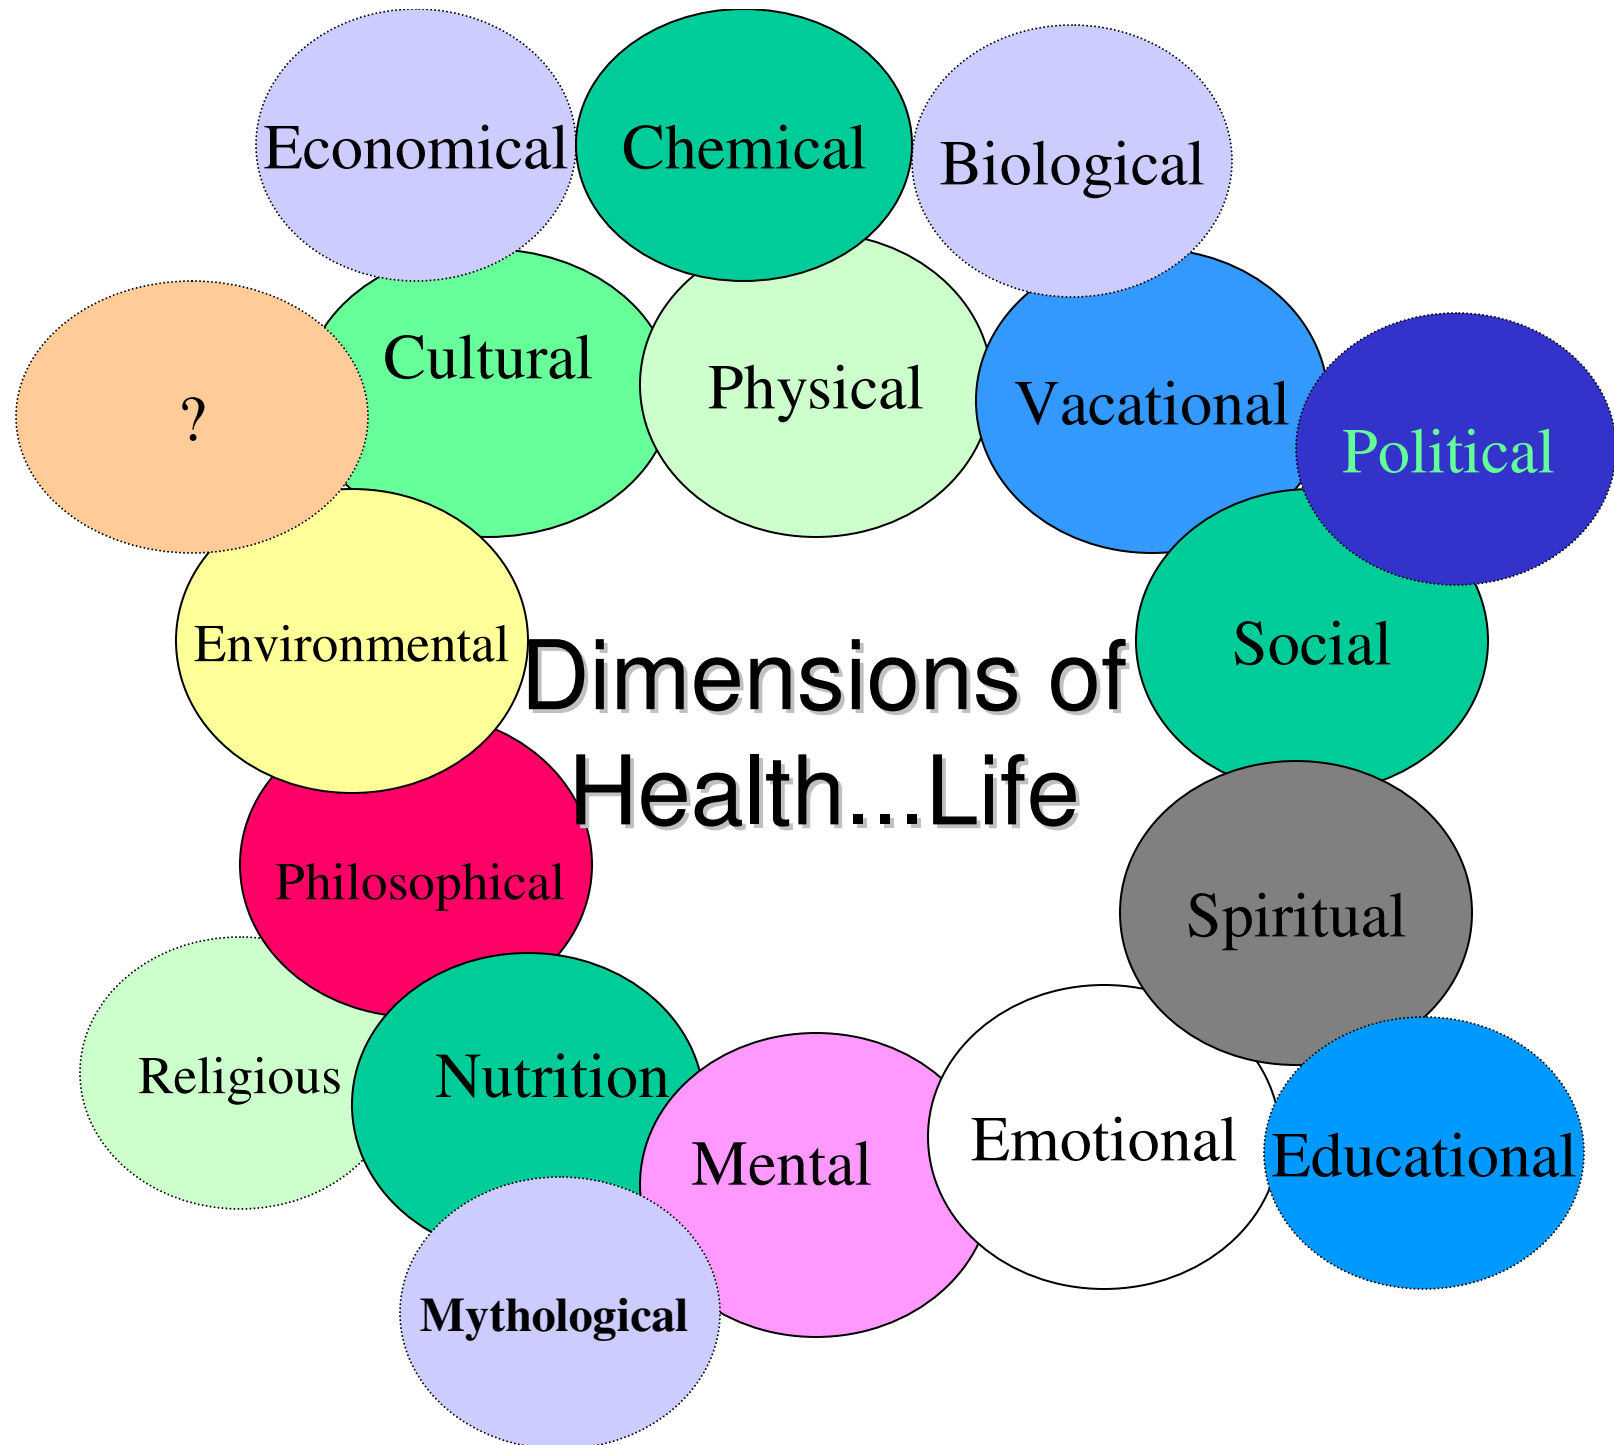 Economical
Chemical
Biological
Cultural
Physical
Vacational
?
Political
Environmental
Social
Dimensions of
Health...Life
Philosophical
Spiritual
Religious
Nutrition
Mental
Emotional
Educational
Mythological